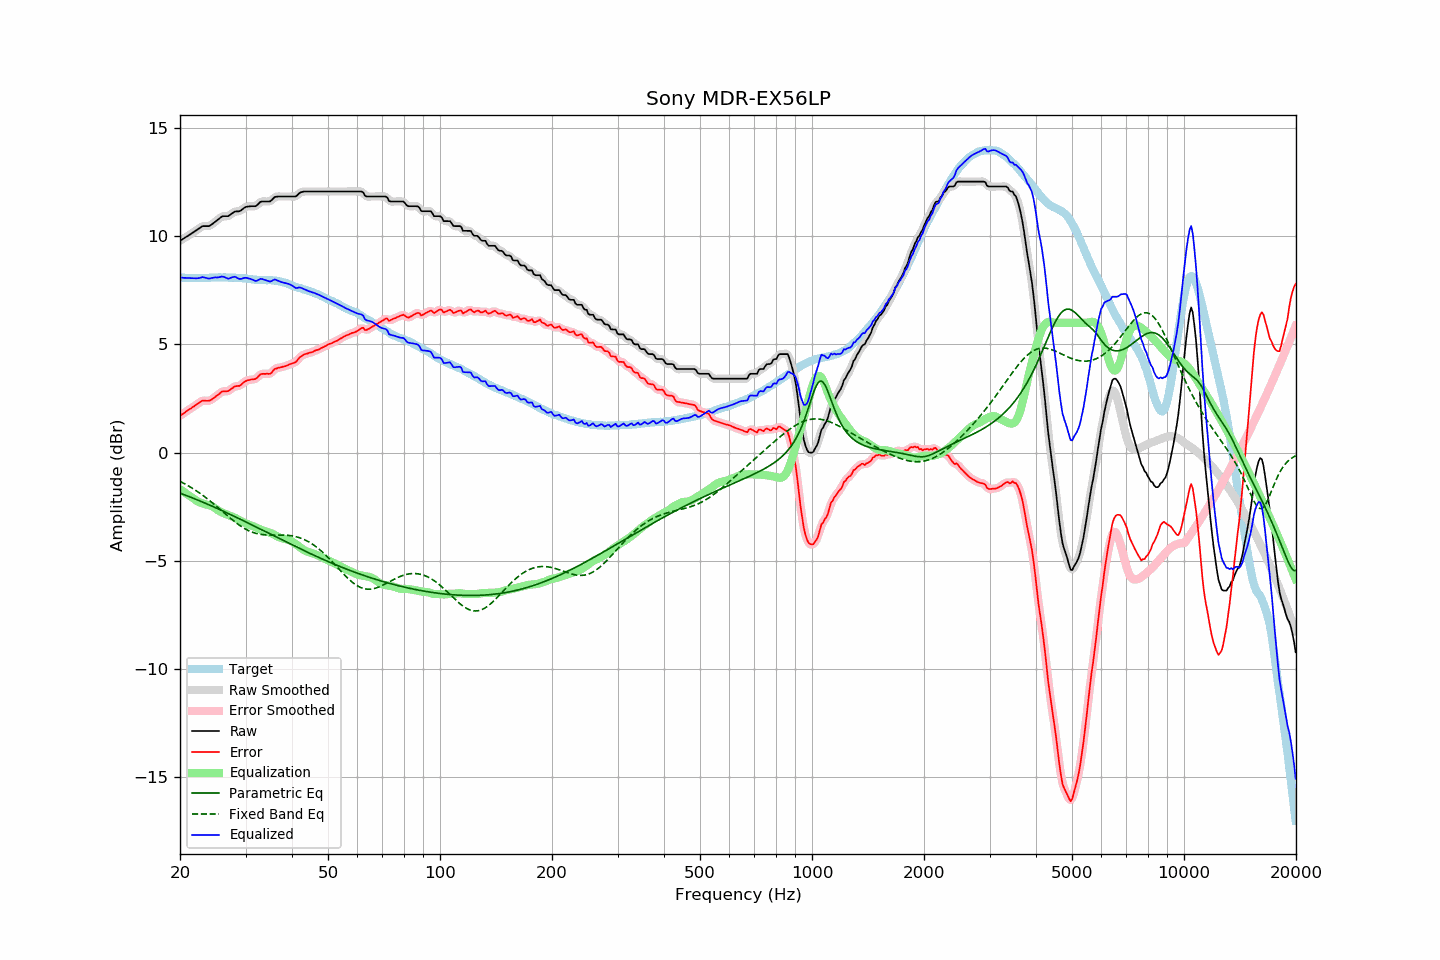 Sony MDR-EX56LP
Amplitude (dBr)
15
10
5
0
−5
−10
−15
Target
Raw Smoothed
Error Smoothed
Raw
Error
Equalization
Parametric Eq
Fixed Band Eq
Equalized
20 50 100 200 500 1000 2000 5000 10000 20000
Frequency (Hz)